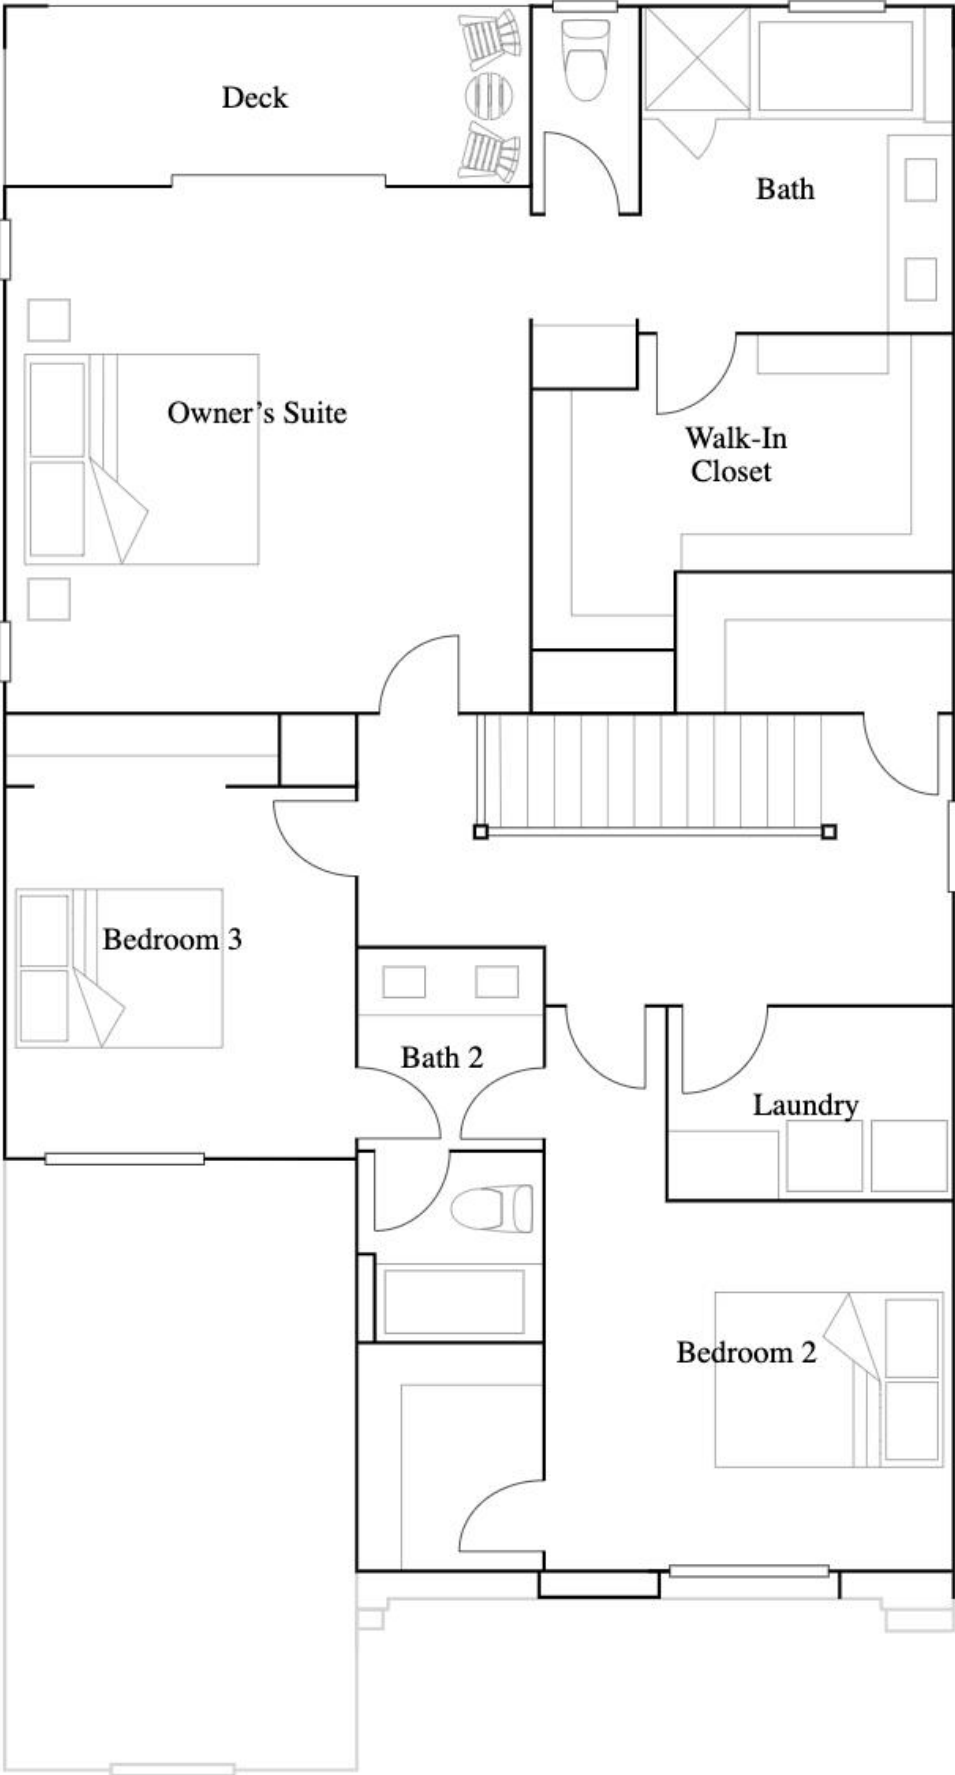 Deck
Bath
Owner's Suite
Walk-In
Closet
Bedroom 3
Bath 2
Laundry
Bedroom 2